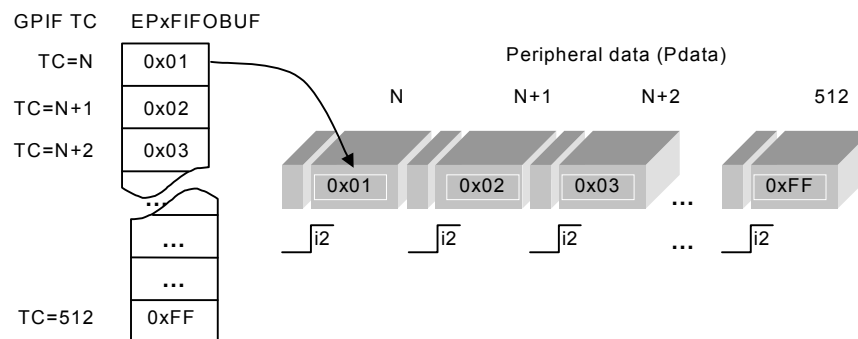 GPIF TC EPxFIFOBUF
TC=N 0x01
Peripheral data (Pdata)
N N+1 N+2 512
TC=N+1 0x02
TC=N+2 0x03
0x01 0x02 0x03 ... 0xFF
...
i2 i2 i2 ... i2
...
...
TC=512 0xFF